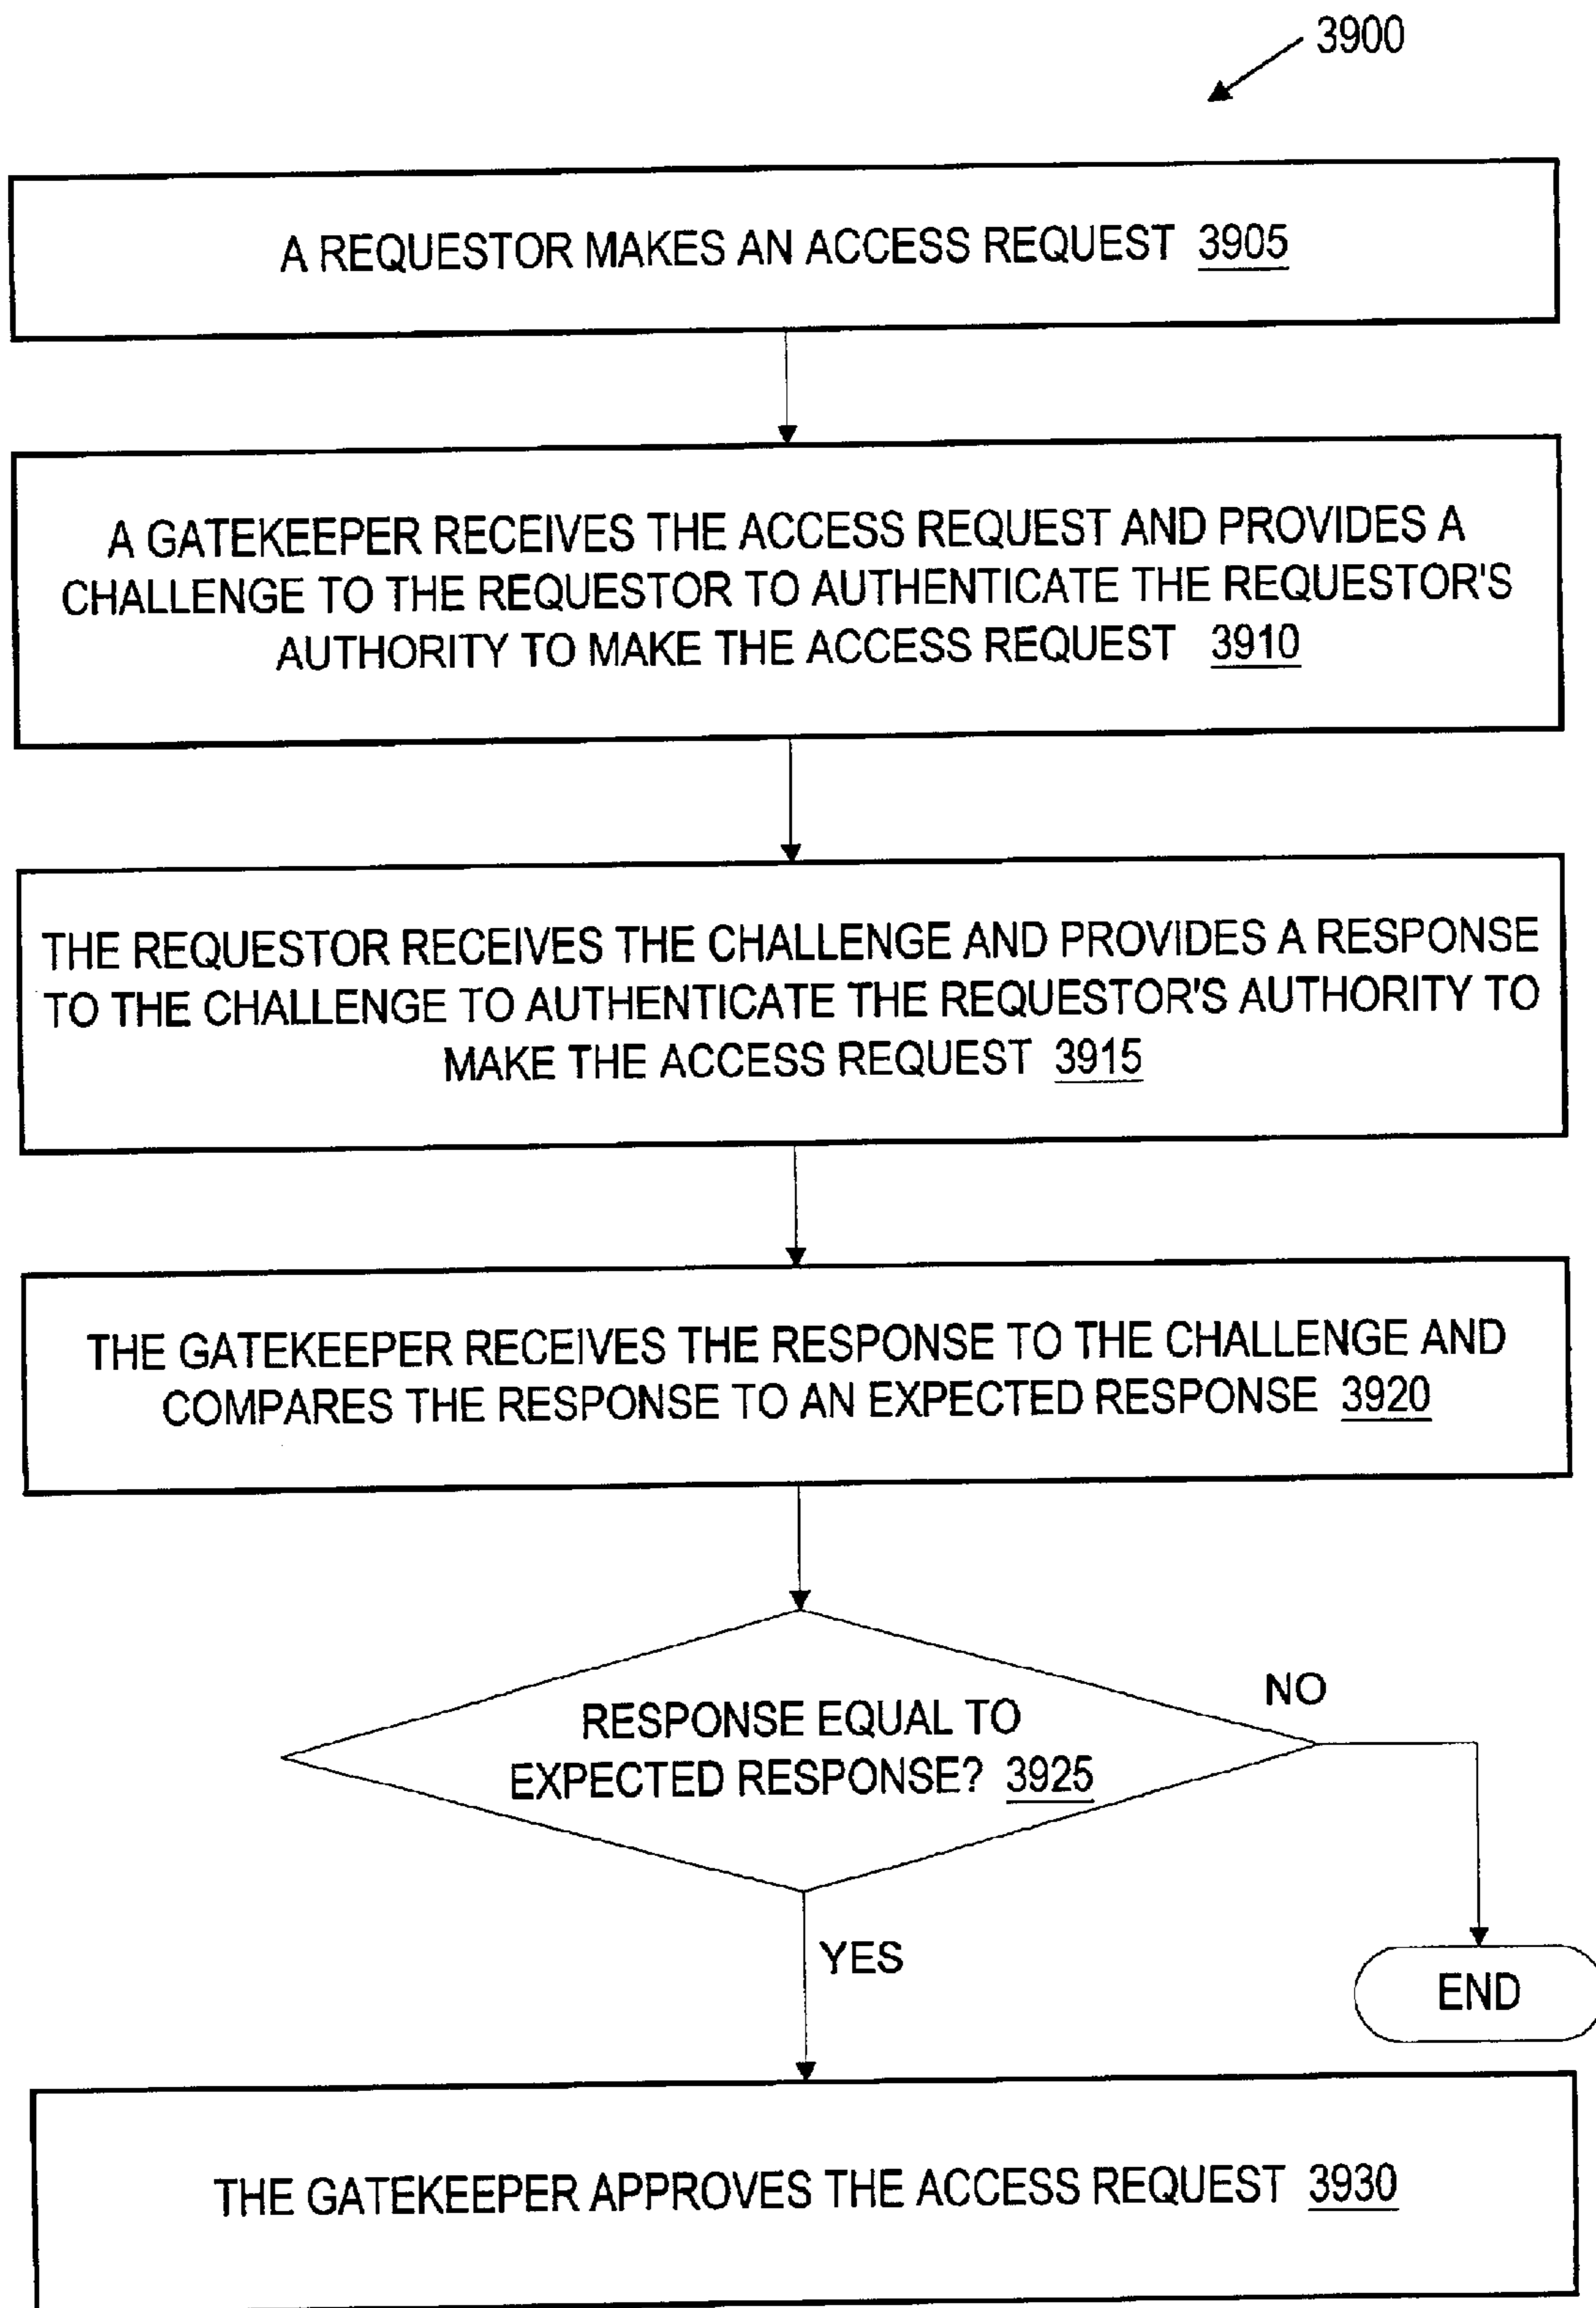 3900
A REQUESTOR MAKES AN ACCESS REQUEST 3905
A GATEKEEPER RECEIVES THE ACCESS REQUEST AND PROVIDES A
CHALLENGE TO THE REQUESTOR TO AUTHENTICATE THE REQUESTOR'S
AUTHORITY TO MAKE THE ACCESS REQUEST 3910
THE REQUESTOR RECEIVES THE CHALLENGE AND PROVIDES A RESPONSE
TO THE CHALLENGE TO AUTHENTICATE THE REQUESTOR'S AUTHORITY TO
MAKE THE ACCESS REQUEST 3915
THE GATEKEEPER RECEIVES THE RESPONSE TO THE CHALLENGE AND
COMPARES THE RESPONSE TO AN EXPECTED RESPONSE 3920
RESPONSE EQUAL TO
EXPECTED RESPONSE? 3925
NO
YES
END
THE GATEKEEPER APPROVES THE ACCESS REQUEST 3930